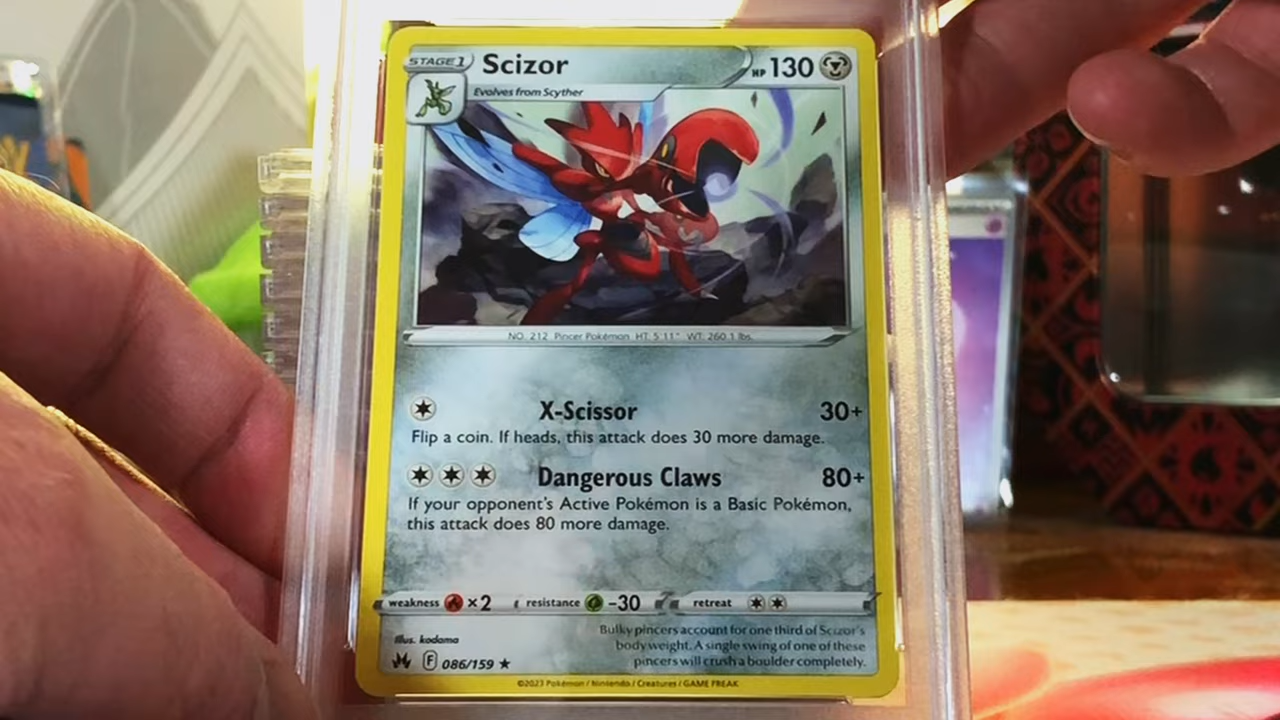 STAGE 1 Scizor HP 130
Evolves from Scyther
NO. 212 Pincer Pokémon HT: 5'11" WT: 260.1 lbs.
X-Scissor 30+
Flip a coin. If heads, this attack does 30 more damage.
Dangerous Claws 80+
If your opponent's Active Pokémon is a Basic Pokémon,
this attack does 80 more damage.
weakness ×2 resistance -30 retreat
Illus. kodama
Bulky pincers account for one third of Scizor's
body weight. A single swing of one of these
pincers will crush a boulder completely.
F 086/159 ★
©2023 Pokémon / Nintendo / Creatures / GAME FREAK